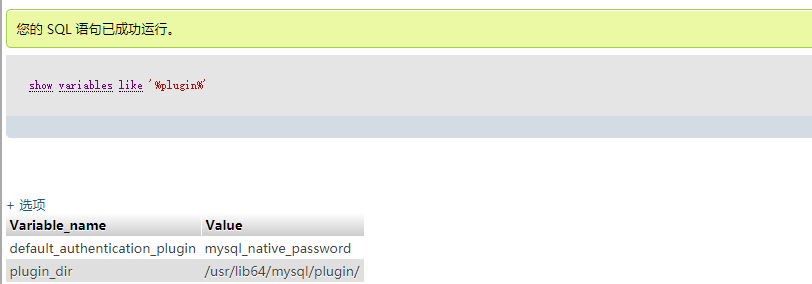 您的 SQL 语句已成功运行。
show variables like '%plugin%'
+ 选项
Variable_name Value
default_authentication_plugin mysql_native_password
plugin_dir /usr/lib64/mysql/plugin/